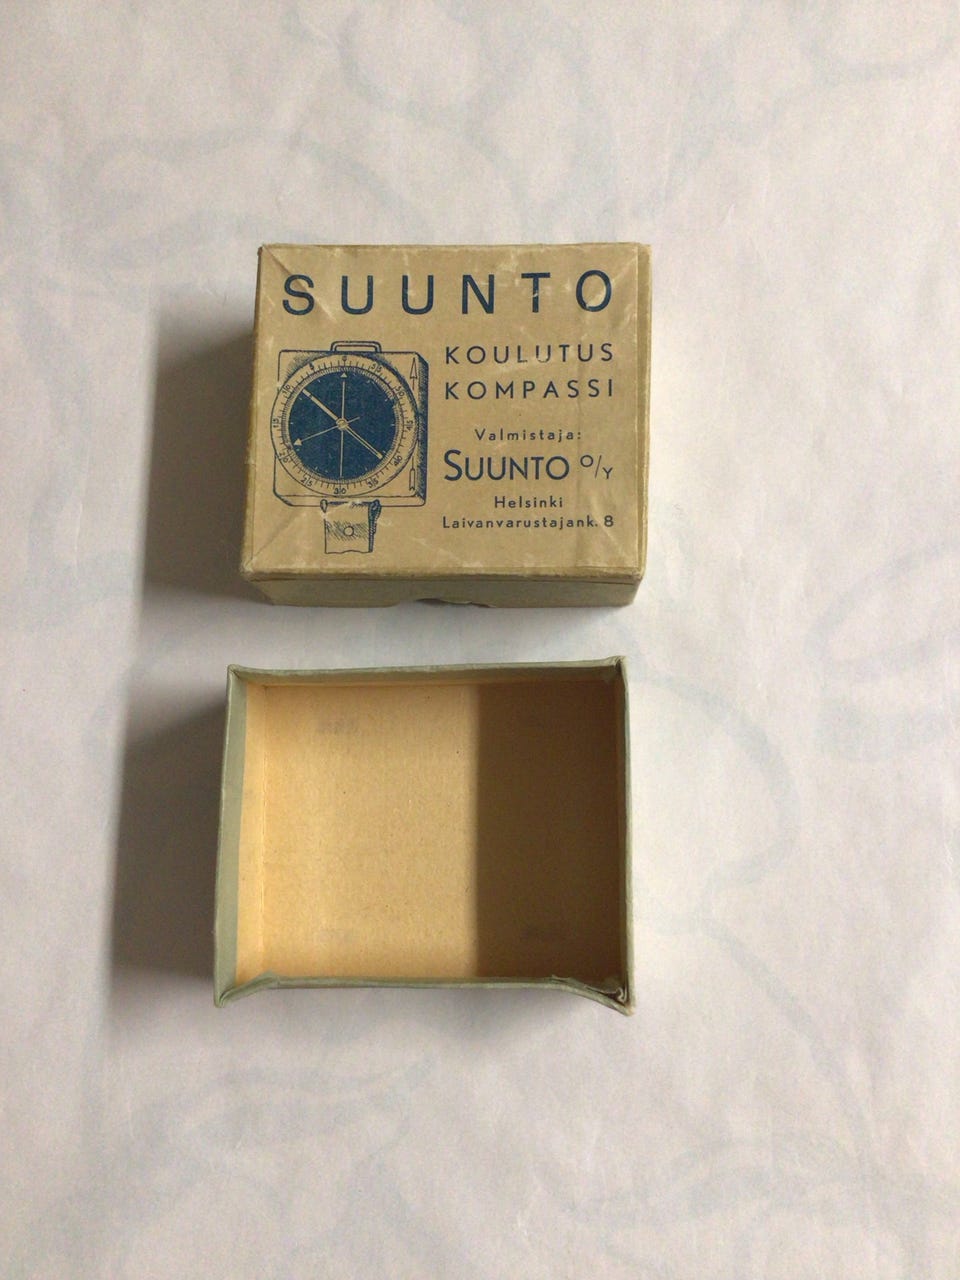 SUUNTO
KOULUTUS
KOMPASSI
Valmistaja:
SUUNTO O/Y
Helsinki
Laivanvarustajank. 8